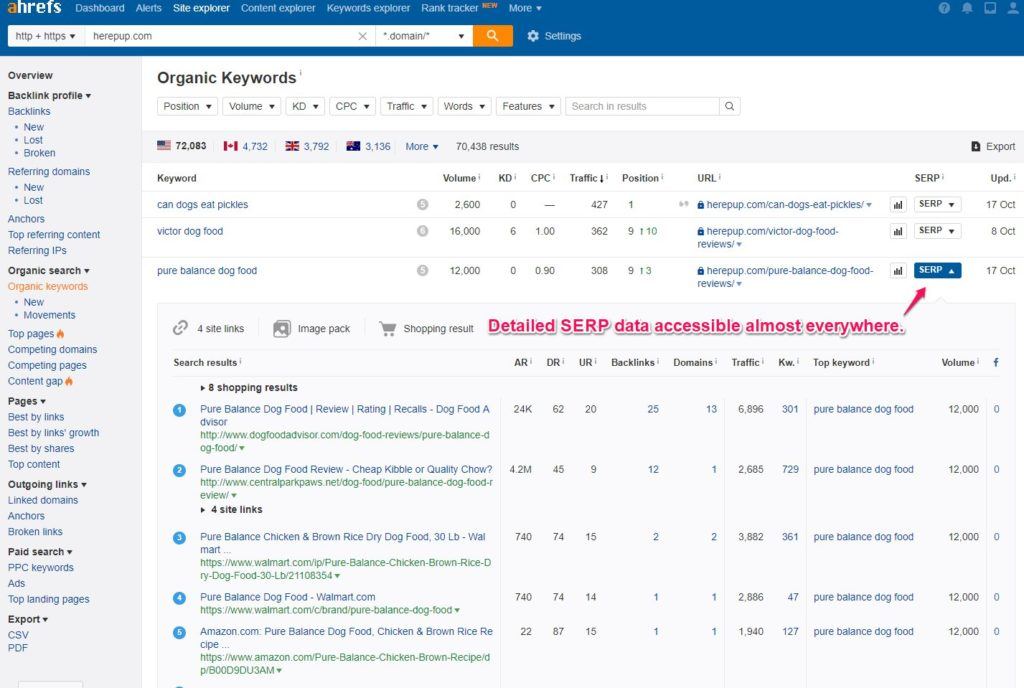 ahrefs Dashboard Alerts Site explorer Content explorer Keywords explorer Rank tracker NEW More ▾
http + https ▾ herepup.com × *.domain/* ▾ Settings
Overview
Backlink profile ▾
Backlinks
• New
• Lost
• Broken
Referring domains
• New
• Lost
Anchors
Top referring content
Referring IPs
Organic search ▾
Organic keywords
• New
• Movements
Top pages
Competing domains
Competing pages
Content gap
Pages ▾
Best by links
Best by links' growth
Best by shares
Top content
Outgoing links ▾
Linked domains
Anchors
Broken links
Paid search ▾
PPC keywords
Ads
Top landing pages
Export ▾
CSV
PDF
Organic Keywords i
Position ▾ Volume ▾ KD ▾ CPC ▾ Traffic ▾ Words ▾ Features ▾ Search in results
72,083 4,732 3,792 3,136 More ▾ 70,438 results Export
Keyword Volume i KD i CPC i Traffic ↓ i Position i URL i SERP i Upd. i
can dogs eat pickles 5 2,600 0 — 427 1 herepup.com/can-dogs-eat-pickles/ ▾ SERP ▾ 17 Oct
victor dog food 6 16,000 6 1.00 362 9 ↑10 herepup.com/victor-dog-food- SERP ▾ 8 Oct
reviews/ ▾
pure balance dog food 5 12,000 0 0.90 308 9 ↑3 herepup.com/pure-balance-dog-food- SERP ▴ 17 Oct
reviews/ ▾
4 site links Image pack Shopping result Detailed SERP data accessible almost everywhere.
Search results i AR i DR i UR i Backlinks i Domains i Traffic i Kw. i Top keyword i Volume i f
▸ 8 shopping results
1 Pure Balance Dog Food | Review | Rating | Recalls - Dog Food A 24K 62 20 25 13 6,896 301 pure balance dog food 12,000 0
dvisor
http://www.dogfoodadvisor.com/dog-food-reviews/pure-balance-d
og-food/ ▾
2 Pure Balance Dog Food Review - Cheap Kibble or Quality Chow? 4.2M 45 9 12 1 2,685 729 pure balance dog food 12,000 0
http://www.centralparkpaws.net/dog-food/pure-balance-dog-food-r
eview/ ▾
▸ 4 site links
3 Pure Balance Chicken & Brown Rice Dry Dog Food, 30 Lb - Wal 740 74 15 2 2 3,882 361 pure balance dog food 12,000 0
mart ...
https://www.walmart.com/ip/Pure-Balance-Chicken-Brown-Rice-D
ry-Dog-Food-30-Lb/21108354 ▾
4 Pure Balance Dog Food - Walmart.com 740 74 14 1 1 2,886 47 pure balance dog food 12,000 0
https://www.walmart.com/c/brand/pure-balance-dog-food ▾
5 Amazon.com: Pure Balance Dog Food, Chicken & Brown Rice Re 22 87 15 1 1 1,940 127 pure balance dog food 12,000 0
cipe ...
https://www.amazon.com/Pure-Balance-Chicken-Brown-Recipe/d
p/B00D9DU3AM ▾